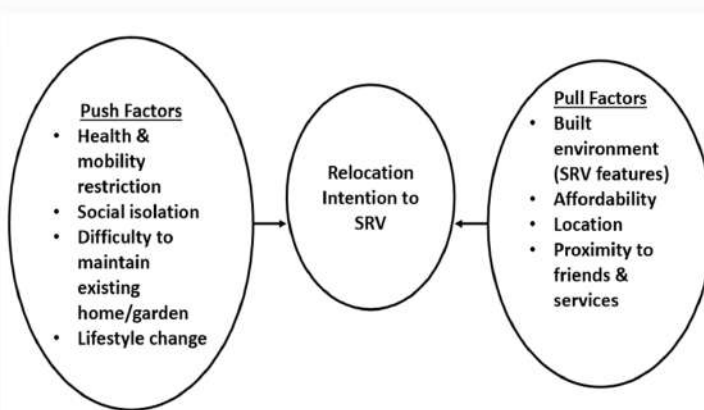 Push Factors
• Health &
mobility
restriction
• Social isolation
• Difficulty to
maintain
existing
home/garden
• Lifestyle change
Relocation
Intention to
SRV
Pull Factors
• Built
environment
(SRV features)
• Affordability
• Location
• Proximity to
friends &
services